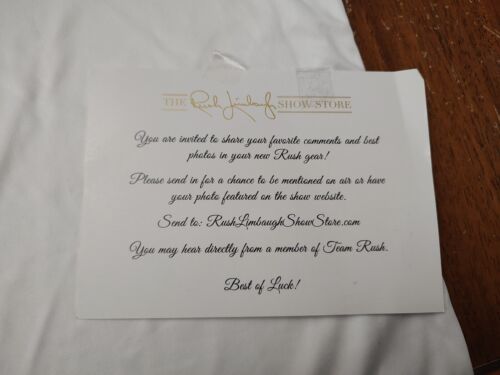 THE Rush Limbaugh SHOW STORE
You are invited to share your favorite comments and best
photos in your new Rush gear!
Please send in for a chance to be mentioned on air or have
your photo featured on the show website.
Send to: RushLimbaughShowStore.com
You may hear directly from a member of Team Rush.
Best of Luck!